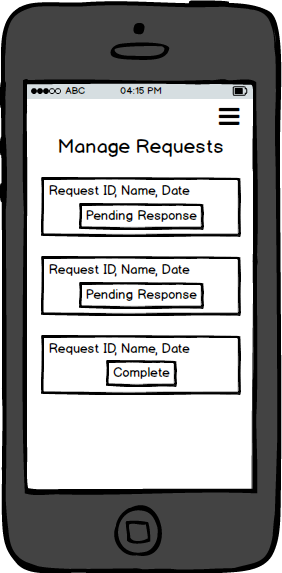 ABC 04:15 PM
Manage Requests
Request ID, Name, Date
Pending Response
Request ID, Name, Date
Pending Response
Request ID, Name, Date
Complete